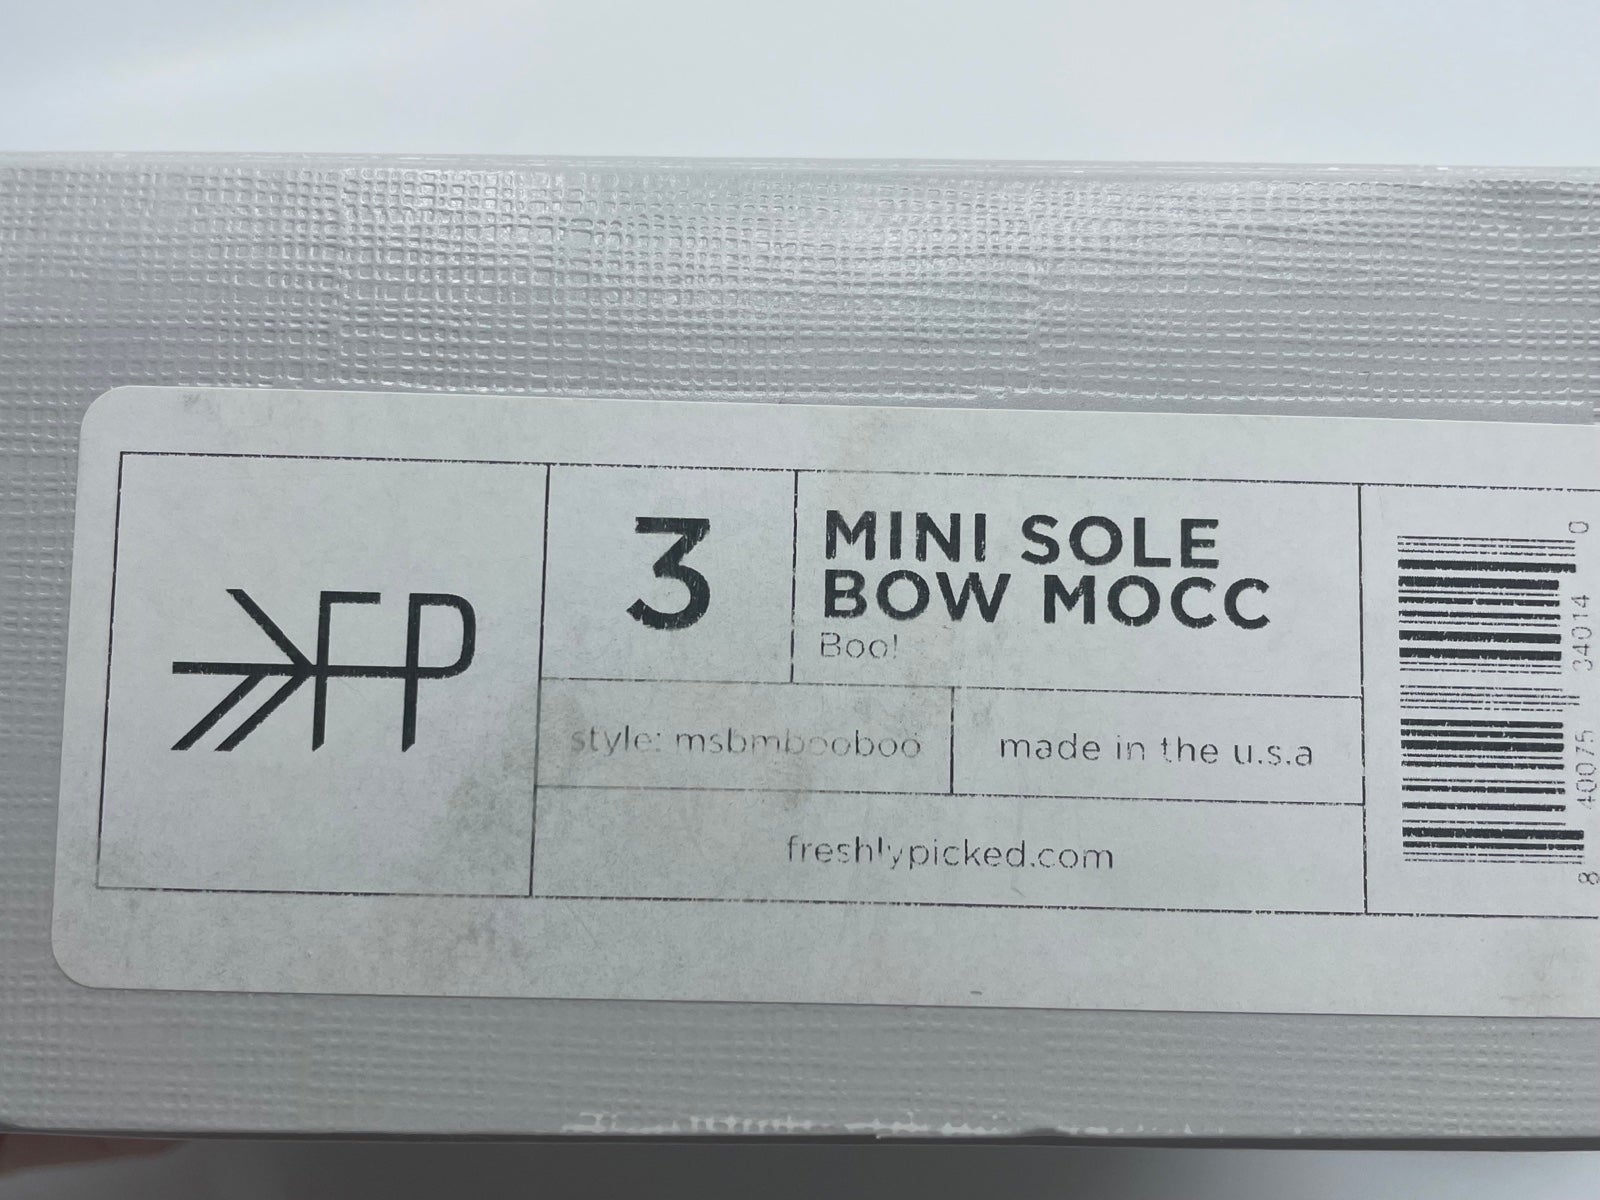 FP
3
MINI SOLE
BOW MOCC
Boo!
style: msbmbooboo
made in the u.s.a
freshlypicked.com
8 40075 34014 0